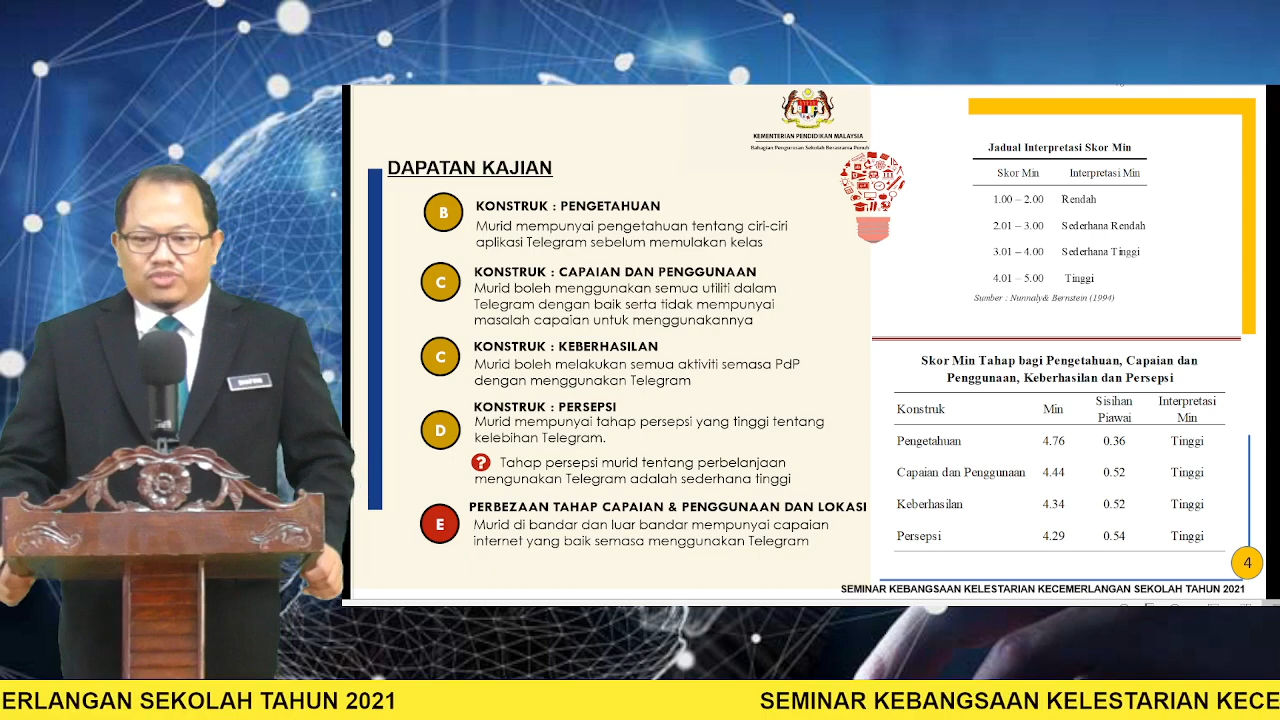 KEMENTERIAN PENDIDIKAN MALAYSIA
Bahagian Pengurusan Sekolah Berasrama Penuh
DAPATAN KAJIAN
B
KONSTRUK : PENGETAHUAN
Murid mempunyai pengetahuan tentang ciri-ciri
aplikasi Telegram sebelum memulakan kelas
C
KONSTRUK : CAPAIAN DAN PENGGUNAAN
Murid boleh menggunakan semua utiliti dalam
Telegram dengan baik serta tidak mempunyai
masalah capaian untuk menggunakannya
C
KONSTRUK : KEBERHASILAN
Murid boleh melakukan semua aktiviti semasa PdP
dengan menggunakan Telegram
D
KONSTRUK : PERSEPSI
Murid mempunyai tahap persepsi yang tinggi tentang
kelebihan Telegram.
? Tahap persepsi murid tentang perbelanjaan
mengunakan Telegram adalah sederhana tinggi
E
PERBEZAAN TAHAP CAPAIAN & PENGGUNAAN DAN LOKASI
Murid di bandar dan luar bandar mempunyai capaian
internet yang baik semasa menggunakan Telegram
Jadual Interpretasi Skor Min
Skor Min Interpretasi Min
1.00 – 2.00 Rendah
2.01 – 3.00 Sederhana Rendah
3.01 – 4.00 Sederhana Tinggi
4.01 – 5.00 Tinggi
Sumber : Nunnaly& Bernstein (1994)
Skor Min Tahap bagi Pengetahuan, Capaian dan
Penggunaan, Keberhasilan dan Persepsi
Konstruk Min Sisihan Piawai Interpretasi Min
Pengetahuan 4.76 0.36 Tinggi
Capaian dan Penggunaan 4.44 0.52 Tinggi
Keberhasilan 4.34 0.52 Tinggi
Persepsi 4.29 0.54 Tinggi
4
SEMINAR KEBANGSAAN KELESTARIAN KECEMERLANGAN SEKOLAH TAHUN 2021
ERLANGAN SEKOLAH TAHUN 2021 SEMINAR KEBANGSAAN KELESTARIAN KECE